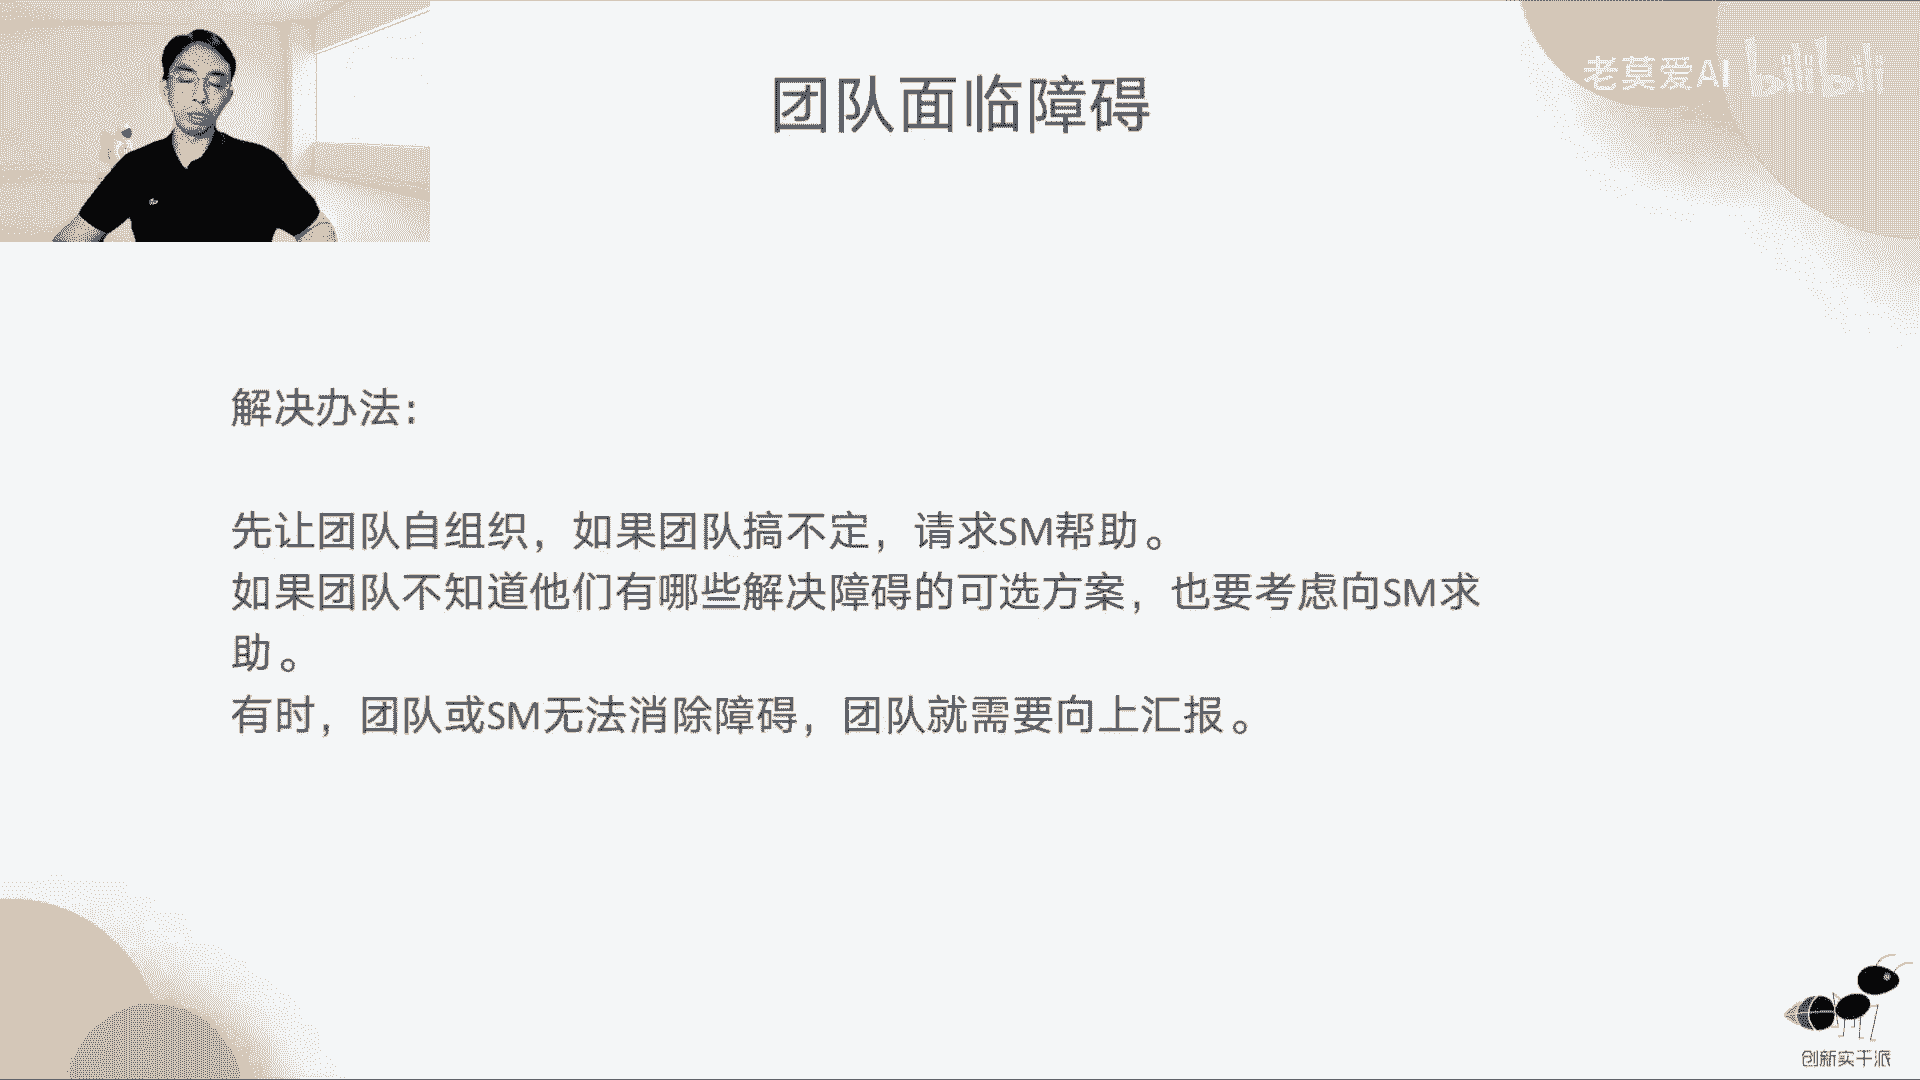 老莫爱AI bilibili
团队面临障碍
解决办法：
先让团队自组织，如果团队搞不定，请求SM帮助。
如果团队不知道他们有哪些解决障碍的可选方案，也要考虑向SM求
助。
有时，团队或SM无法消除障碍，团队就需要向上汇报。
创新实干派